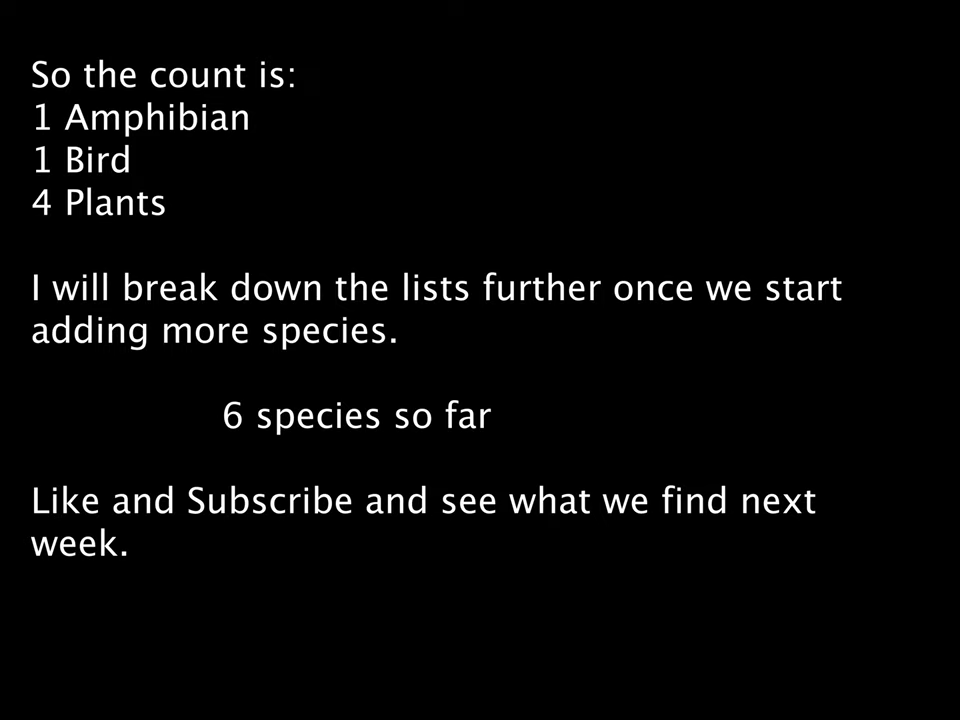 So the count is:
1 Amphibian
1 Bird
4 Plants
I will break down the lists further once we start
adding more species.
6 species so far
Like and Subscribe and see what we find next
week.